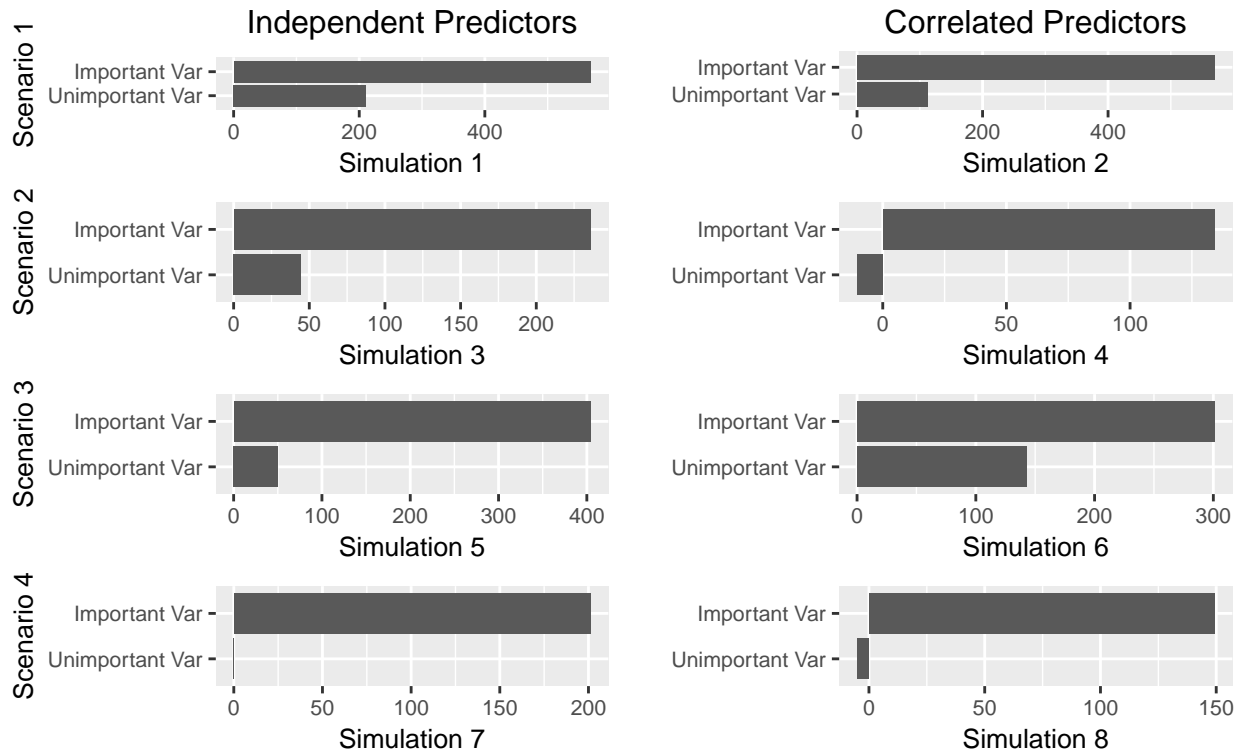 Independent Predictors
Correlated Predictors
Scenario 1
Important Var
Unimportant Var
0 200 400
Simulation 1
Important Var
Unimportant Var
0 200 400
Simulation 2
Scenario 2
Important Var
Unimportant Var
0 50 100 150 200
Simulation 3
Important Var
Unimportant Var
0 50 100
Simulation 4
Scenario 3
Important Var
Unimportant Var
0 100 200 300 400
Simulation 5
Important Var
Unimportant Var
0 100 200 300
Simulation 6
Scenario 4
Important Var
Unimportant Var
0 50 100 150 200
Simulation 7
Important Var
Unimportant Var
0 50 100 150
Simulation 8